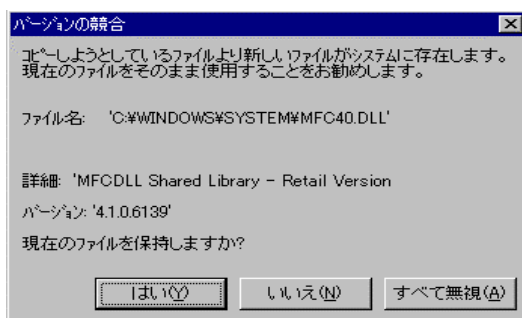 バージョンの競合
コピーしようとしているファイルより新しいファイルがシステムに存在します。
現在のファイルをそのまま使用することをお勧めします。
ファイル名: 'C:¥WINDOWS¥SYSTEM¥MFC40.DLL'
詳細: 'MFCDLL Shared Library - Retail Version
バージョン: '4.1.0.6139'
現在のファイルを保持しますか?
はい(Y) いいえ(N) すべて無視(A)